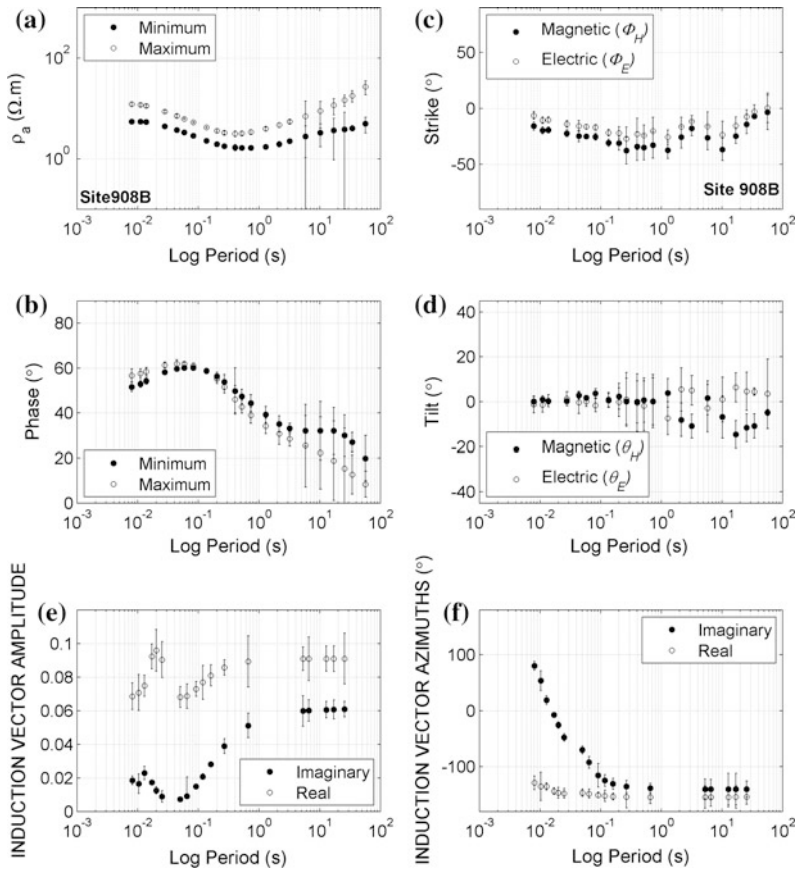 (a)
Minimum
Maximum
10²
10⁰
ρa (Ω.m)
Site908B
10⁻³ 10⁻² 10⁻¹ 10⁰ 10¹ 10²
Log Period (s)
(c)
Magnetic (ΦH)
Electric (ΦE)
50
0
-50
Strike (°)
Site 908B
10⁻³ 10⁻² 10⁻¹ 10⁰ 10¹ 10²
Log Period (s)
(b)
80
60
40
20
0
Phase (°)
Minimum
Maximum
10⁻³ 10⁻² 10⁻¹ 10⁰ 10¹ 10²
Log Period (s)
(d)
40
20
0
-20
-40
Tilt (°)
Magnetic (θH)
Electric (θE)
10⁻³ 10⁻² 10⁻¹ 10⁰ 10¹ 10²
Log Period (s)
(e)
INDUCTION VECTOR AMPLITUDE
0.1
0.08
0.06
0.04
0.02
0
Imaginary
Real
10⁻³ 10⁻² 10⁻¹ 10⁰ 10¹ 10²
Log Period (s)
(f)
INDUCTION VECTOR AZIMUTHS (°)
Imaginary
Real
100
0
-100
10⁻³ 10⁻² 10⁻¹ 10⁰ 10¹ 10²
Log Period (s)